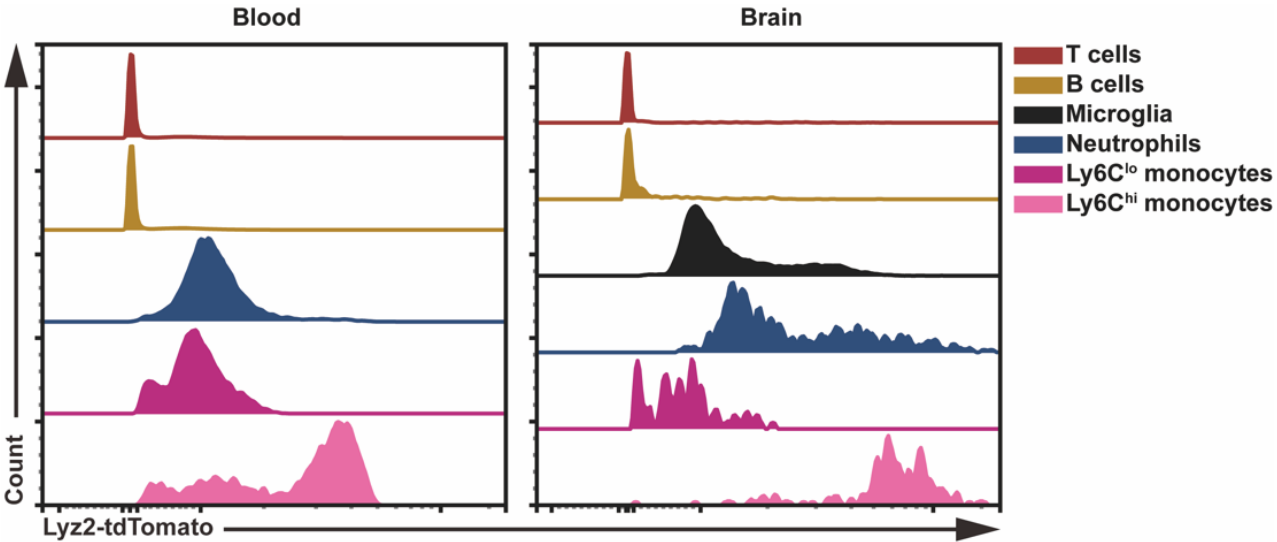 Blood
Brain
T cells
B cells
Microglia
Neutrophils
Ly6Clo monocytes
Ly6Chi monocytes
Count
Lyz2-tdTomato